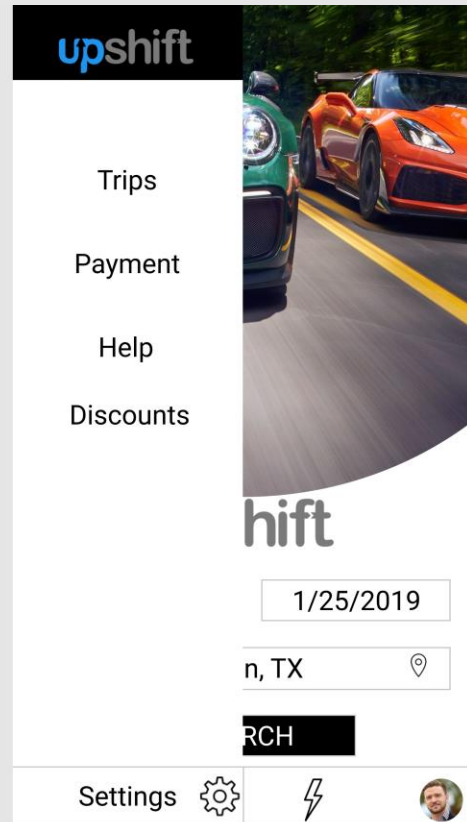 upshift
Trips
Payment
Help
Discounts
hift
1/25/2019
n, TX
RCH
Settings